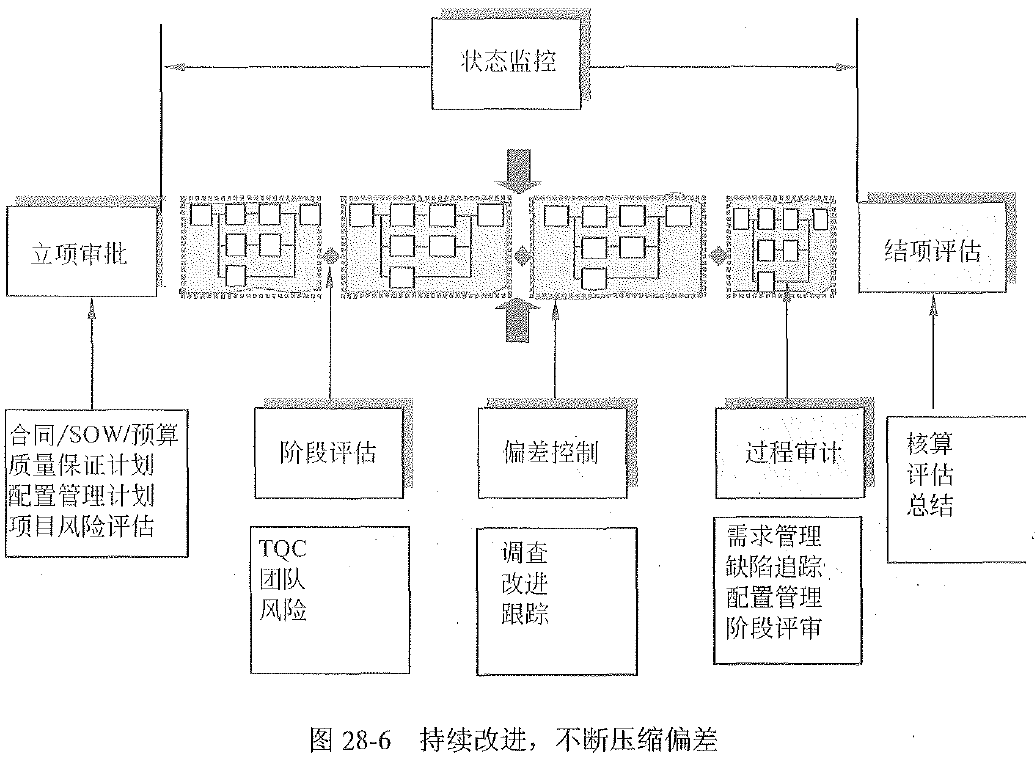 状态监控
立项审批
结项评估
合同/SOW/预算
质量保证计划
配置管理计划
项目风险评估
阶段评估
偏差控制
过程审计
核算
评估
总结
TQC
团队
风险
调查
改进
跟踪
需求管理
缺陷追踪
配置管理
阶段评审
图 28-6 持续改进，不断压缩偏差